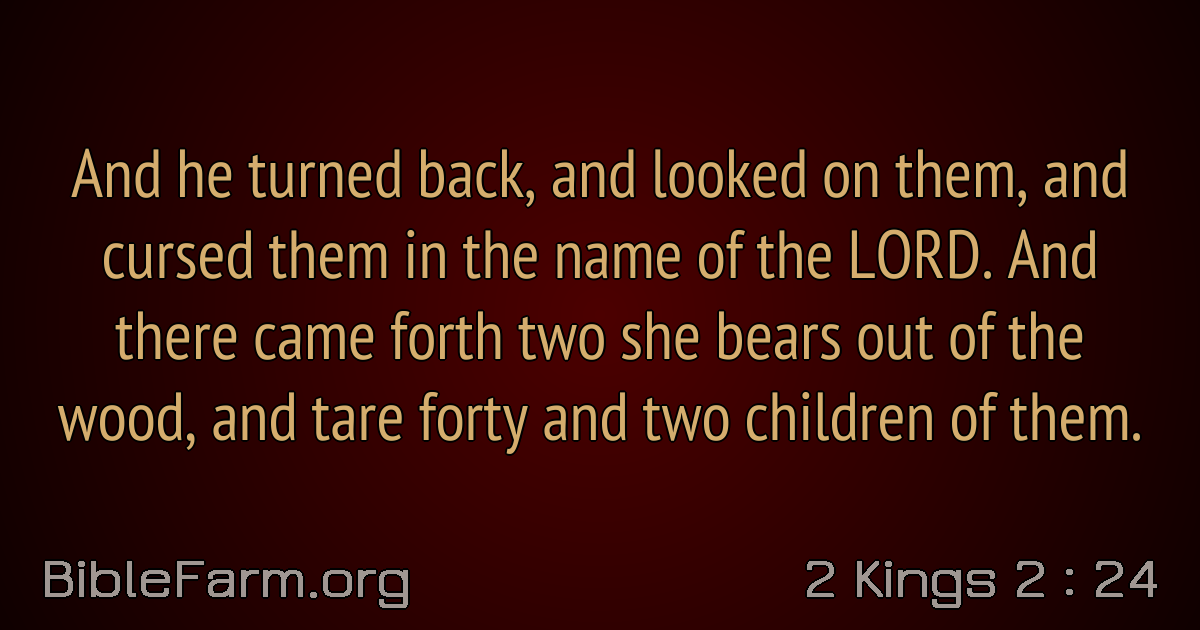 And he turned back, and looked on them, and
cursed them in the name of the LORD. And
there came forth two she bears out of the
wood, and tare forty and two children of them.
BibleFarm.org
2 Kings 2 : 24